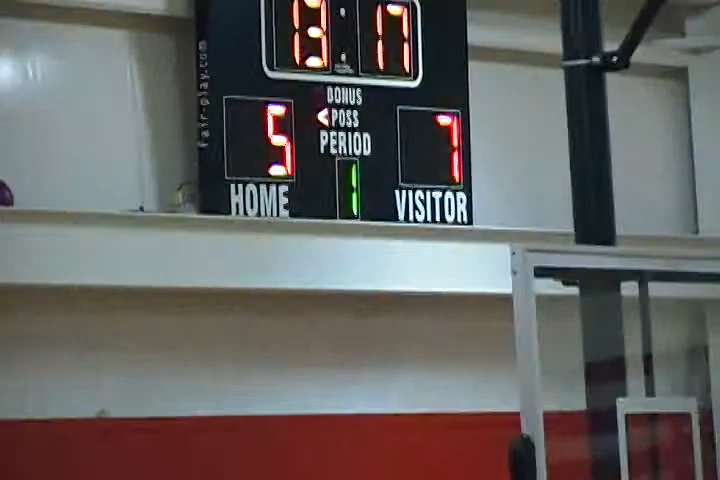 13:17
BONUS
POSS
PERIOD
5 7
HOME 1 VISITOR
fair-play.com